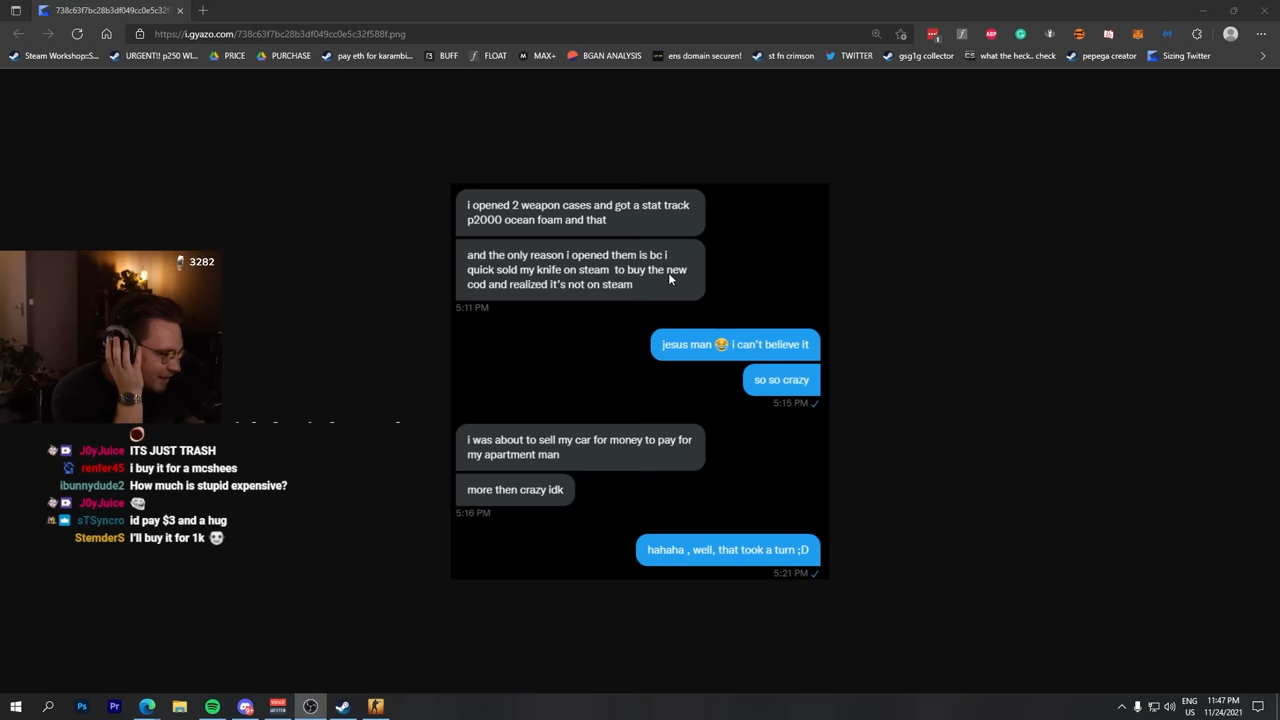 738c63f7bc28b3df049cc0e5c32f
https://i.gyazo.com/738c63f7bc28b3df049cc0e5c32f588f.png
Steam Workshop::S...
URGENT!! p250 WI...
PRICE
PURCHASE
pay eth for karambi...
BUFF
FLOAT
MAX+
BGAN ANALYSIS
ens domain securen!
st fn crimson
TWITTER
gsg1g collector
what the heck.. check
pepega creator
Sizing Twitter
i opened 2 weapon cases and got a stat track
p2000 ocean foam and that
and the only reason i opened them is bc i
quick sold my knife on steam to buy the new
cod and realized it's not on steam
5:11 PM
jesus man 😂 i can't believe it
so so crazy
5:15 PM
i was about to sell my car for money to pay for
my apartment man
more then crazy idk
5:16 PM
hahaha , well, that took a turn ;D
5:21 PM
3282
J0yJuice ITS JUST TRASH
renfer45 i buy it for a mcshees
ibunnydude2 How much is stupid expensive?
J0yJuice
sTSyncro id pay $3 and a hug
StemderS I'll buy it for 1k
ENG
US
11:47 PM
11/24/2021